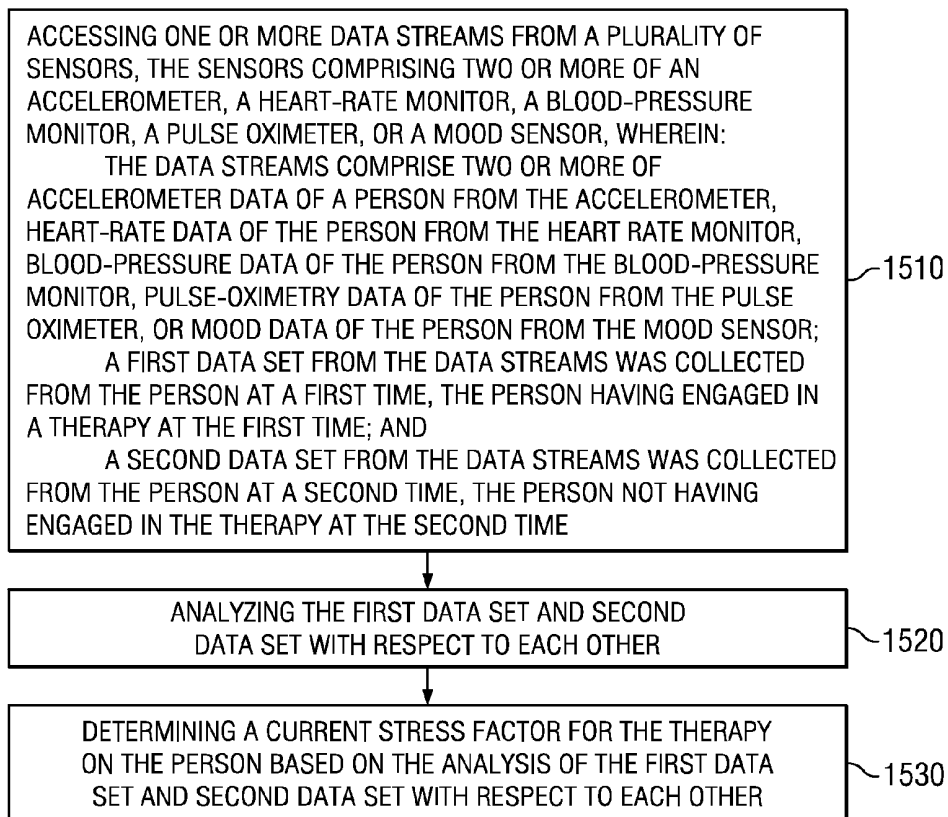 ACCESSING ONE OR MORE DATA STREAMS FROM A PLURALITY OF
SENSORS, THE SENSORS COMPRISING TWO OR MORE OF AN
ACCELEROMETER, A HEART-RATE MONITOR, A BLOOD-PRESSURE
MONITOR, A PULSE OXIMETER, OR A MOOD SENSOR, WHEREIN:
THE DATA STREAMS COMPRISE TWO OR MORE OF
ACCELEROMETER DATA OF A PERSON FROM THE ACCELEROMETER,
HEART-RATE DATA OF THE PERSON FROM THE HEART RATE MONITOR,
BLOOD-PRESSURE DATA OF THE PERSON FROM THE BLOOD-PRESSURE
MONITOR, PULSE-OXIMETRY DATA OF THE PERSON FROM THE PULSE
OXIMETER, OR MOOD DATA OF THE PERSON FROM THE MOOD SENSOR;
A FIRST DATA SET FROM THE DATA STREAMS WAS COLLECTED
FROM THE PERSON AT A FIRST TIME, THE PERSON HAVING ENGAGED IN
A THERAPY AT THE FIRST TIME; AND
A SECOND DATA SET FROM THE DATA STREAMS WAS COLLECTED
FROM THE PERSON AT A SECOND TIME, THE PERSON NOT HAVING
ENGAGED IN THE THERAPY AT THE SECOND TIME
1510
ANALYZING THE FIRST DATA SET AND SECOND
DATA SET WITH RESPECT TO EACH OTHER
1520
DETERMINING A CURRENT STRESS FACTOR FOR THE THERAPY
ON THE PERSON BASED ON THE ANALYSIS OF THE FIRST DATA
SET AND SECOND DATA SET WITH RESPECT TO EACH OTHER
1530